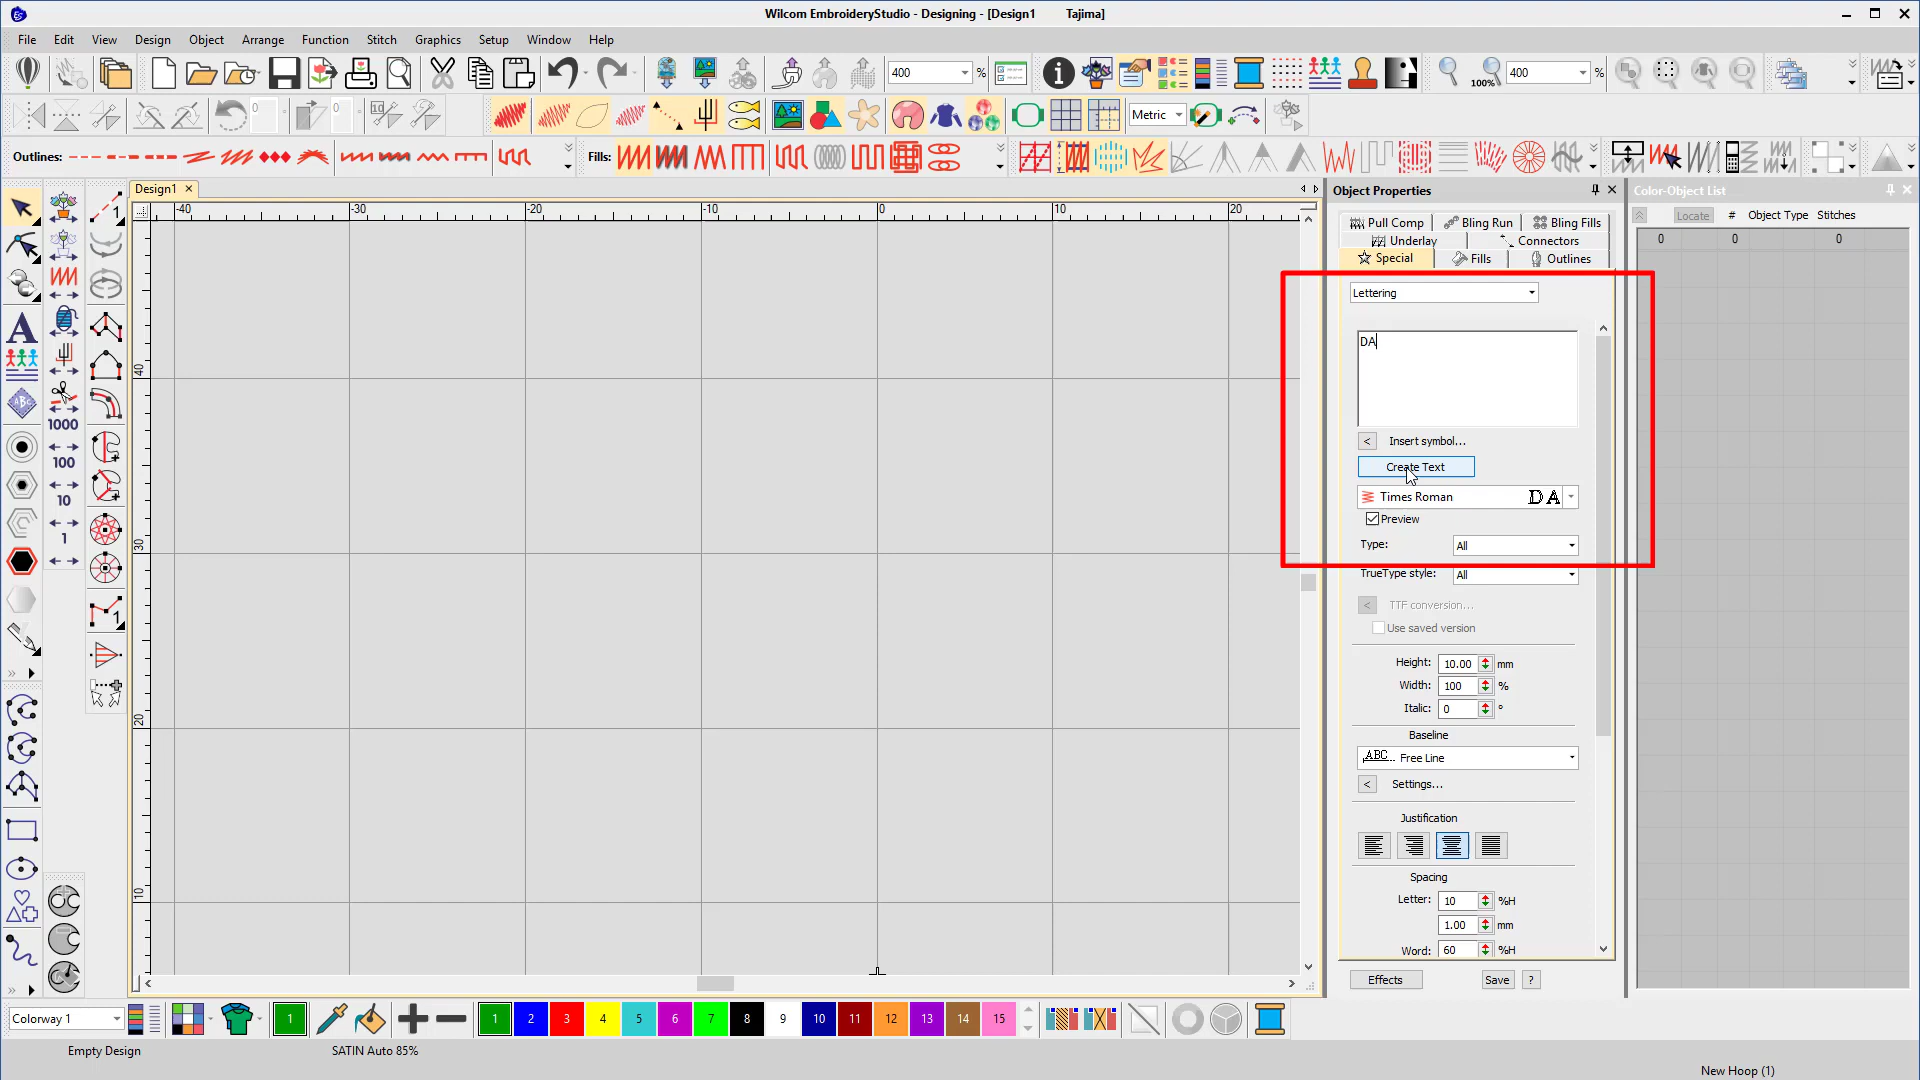 Wilcom EmbroideryStudio - Designing - [Design1 Tajima]
File Edit View Design Object Arrange Function Stitch Graphics Setup Window Help
400 % 100% 400 %
0 0 10 Metric
Outlines: Fills:
Design1
-40 -30 -20 -10 0 10 20
40
30
20
10
1
1000
100
10
1
1
ABC
Object Properties
Pull Comp Bling Run Bling Fills
Underlay Connectors
Special Fills Outlines
Lettering
DA
< Insert symbol...
Create Text
Times Roman D A
Preview
Type: All
TrueType style: All
< TTF conversion...
Use saved version
Height: 10.00 mm
Width: 100 %
Italic: 0 °
Baseline
ABC... Free Line
< Settings...
Justification
Spacing
Letter: 10 %H
1.00 mm
Word: 60 %H
Effects Save ?
Color-Object List
Locate # Object Type Stitches
0 0 0
Colorway 1 1 1 2 3 4 5 6 7 8 9 10 11 12 13 14 15
Empty Design SATIN Auto 85%
New Hoop (1)